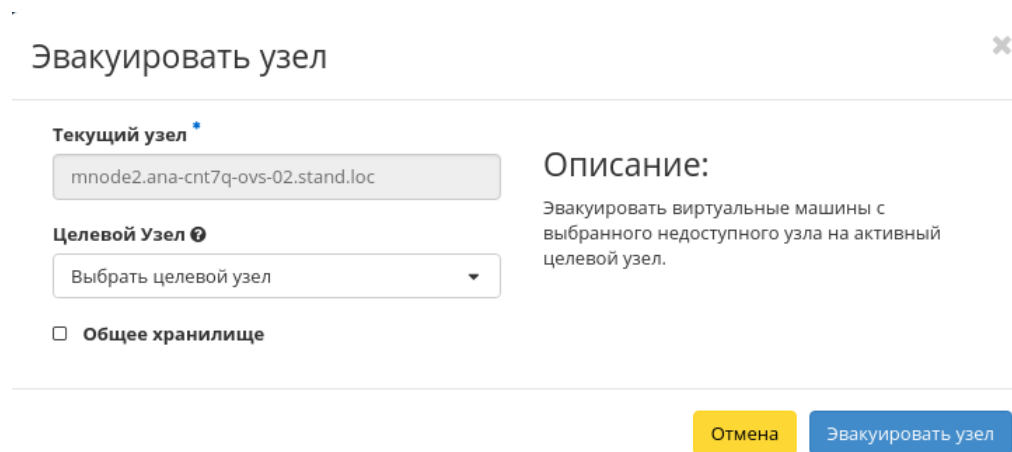 Эвакуировать узел
×
Текущий узел *
mnode2.ana-cnt7q-ovs-02.stand.loc
Целевой Узел ?
Выбрать целевой узел
Общее хранилище
Описание:
Эвакуировать виртуальные машины с
выбранного недоступного узла на активный
целевой узел.
Отмена
Эвакуировать узел